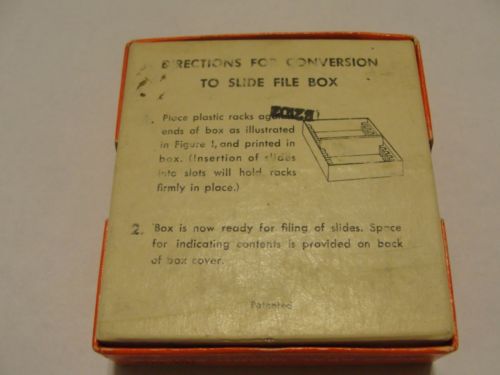 DIRECTIONS FOR CONVERSION
TO SLIDE FILE BOX
1. Place plastic racks against
ends of box as illustrated
in Figure 1, and printed in
box. (Insertion of slides
into slots will hold racks
firmly in place.)
2. Box is now ready for filing of slides. Space
for indicating contents is provided on back
of box cover.
Patented